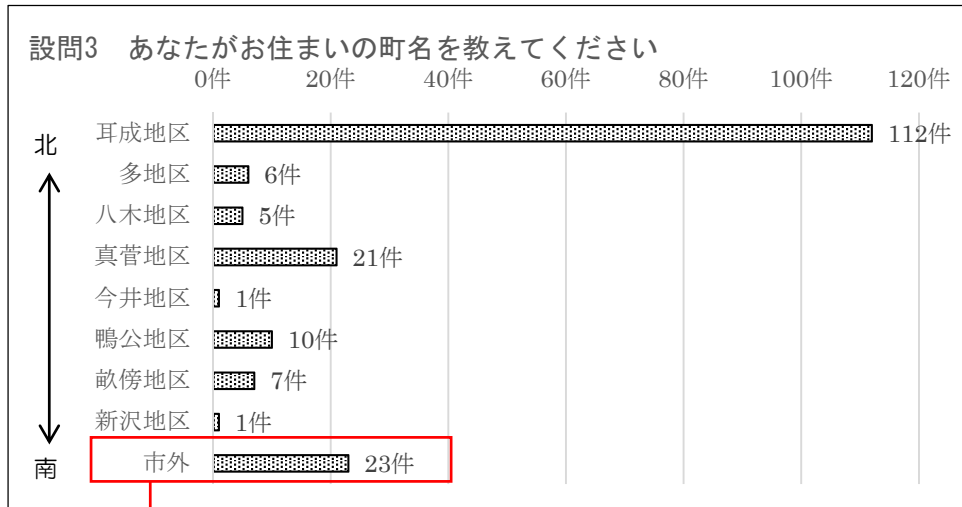 設問3 あなたがお住まいの町名を教えてください
0件 20件 40件 60件 80件 100件 120件
北
耳成地区 112件
多地区 6件
八木地区 5件
真菅地区 21件
今井地区 1件
鴨公地区 10件
畝傍地区 7件
新沢地区 1件
南
市外 23件